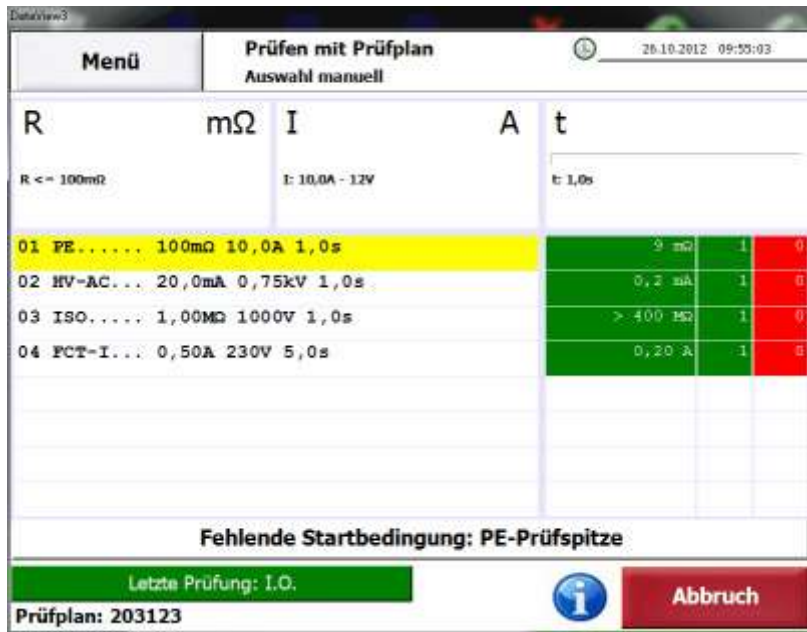 DataView3
Menü
Prüfen mit Prüfplan
Auswahl manuell
26.10.2012 09:55:03
R mΩ I A t
R <= 100mΩ I: 10,0A - 12V t: 1,0s
01 PE...... 100mΩ 10,0A 1,0s 9 mΩ 1 0
02 HV-AC... 20,0mA 0,75kV 1,0s 0,2 mA 1 0
03 ISO..... 1,00MΩ 1000V 1,0s > 400 MΩ 1 0
04 FCT-I... 0,50A 230V 5,0s 0,20 A 1 0
Fehlende Startbedingung: PE-Prüfspitze
Letzte Prüfung: I.O.
Prüfplan: 203123
Abbruch